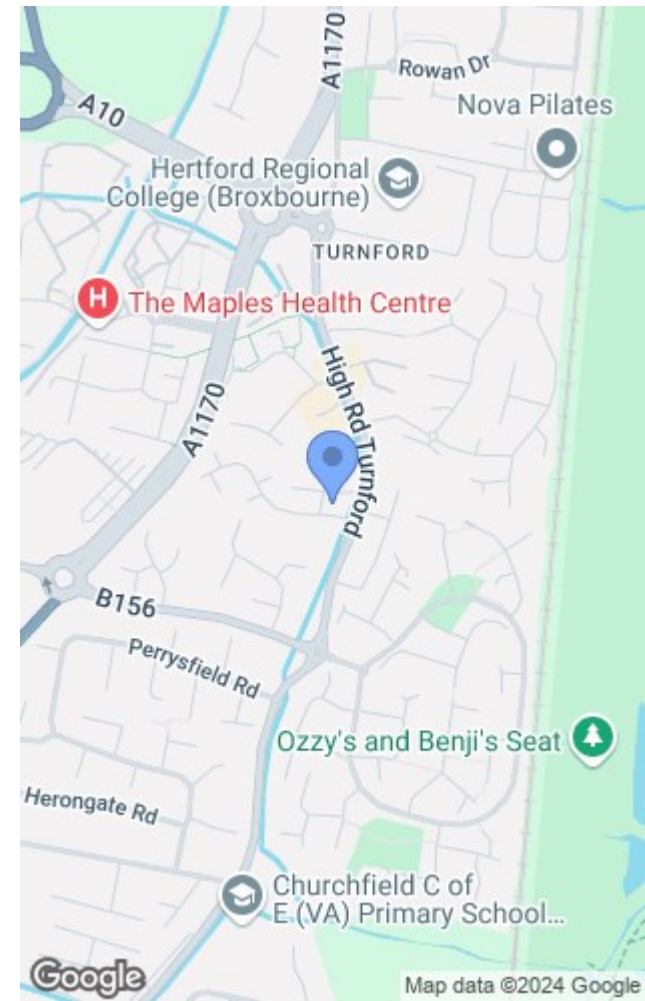 A1170
Rowan Dr
A10
Nova Pilates
Hertford Regional
College (Broxbourne)
TURNFORD
H
The Maples Health Centre
High Rd Turnford
A1170
B156
Perrysfield Rd
Ozzy's and Benji's Seat
Herongate Rd
Churchfield C of
E (VA) Primary School...
Google
Map data ©2024 Google